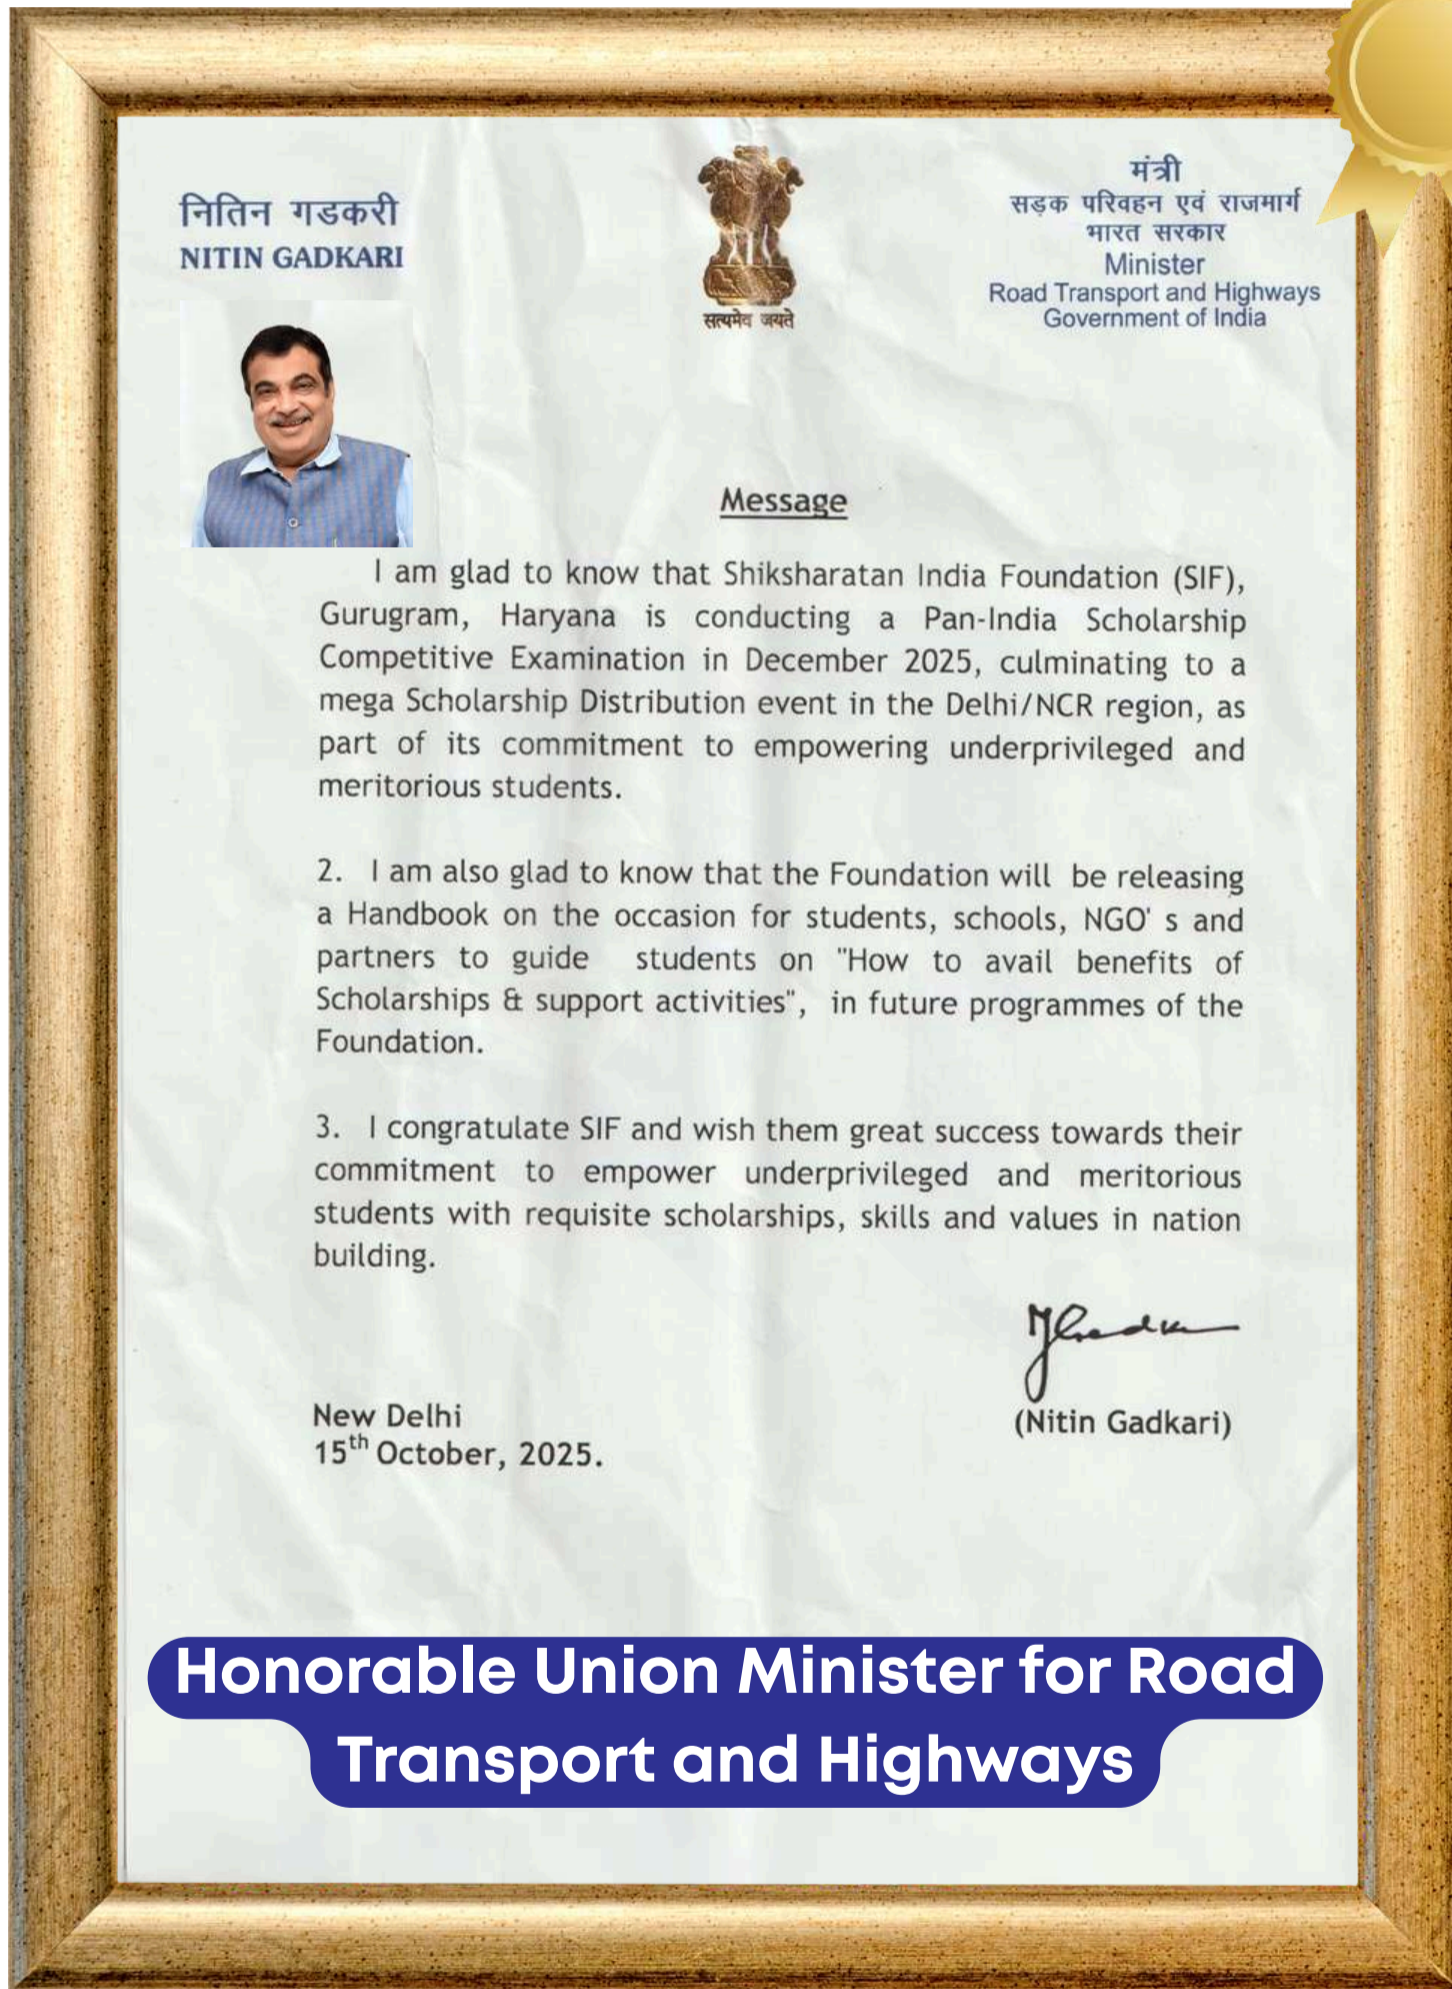 नितिन गडकरी
NITIN GADKARI
सत्यमेव जयते
मंत्री
सड़क परिवहन एवं राजमार्ग
भारत सरकार
Minister
Road Transport and Highways
Government of India
Message
I am glad to know that Shiksharatan India Foundation (SIF),
Gurugram, Haryana is conducting a Pan-India Scholarship
Competitive Examination in December 2025, culminating to a
mega Scholarship Distribution event in the Delhi/NCR region, as
part of its commitment to empowering underprivileged and
meritorious students.
2. I am also glad to know that the Foundation will be releasing
a Handbook on the occasion for students, schools, NGO' s and
partners to guide students on "How to avail benefits of
Scholarships & support activities", in future programmes of the
Foundation.
3. I congratulate SIF and wish them great success towards their
commitment to empower underprivileged and meritorious
students with requisite scholarships, skills and values in nation
building.
New Delhi
15th October, 2025.
(Nitin Gadkari)
Honorable Union Minister for Road
Transport and Highways